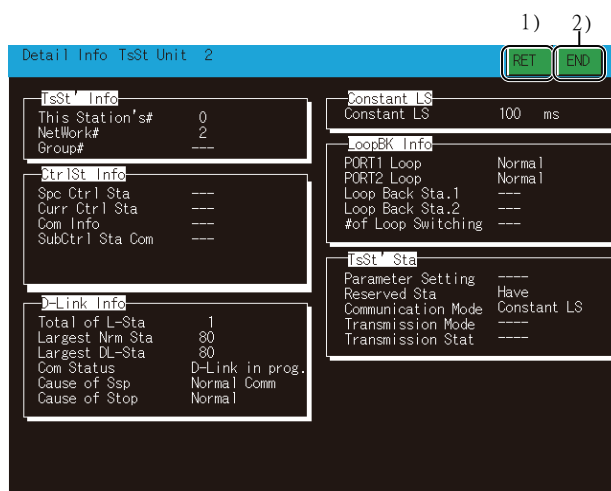 1) 2)
Detail Info TsSt Unit 2 RET END
TsSt' Info
This Station's# 0
NetWork# 2
Group# ---
CtrlSt Info
Spc Ctrl Sta ---
Curr Ctrl Sta ---
Com Info ---
SubCtrl Sta Com ---
D-Link Info
Total of L-Sta 1
Largest Nrm Sta 80
Largest DL-Sta 80
Com Status D-Link in prog.
Cause of Ssp Normal Comm
Cause of Stop Normal
Constant LS
Constant LS 100 ms
LoopBK Info
PORT1 Loop Normal
PORT2 Loop Normal
Loop Back Sta.1 ---
Loop Back Sta.2 ---
#of Loop Switching ---
TsSt' Sta
Parameter Setting ----
Reserved Sta Have
Communication Mode Constant LS
Transmission Mode ----
Transmission Stat ----